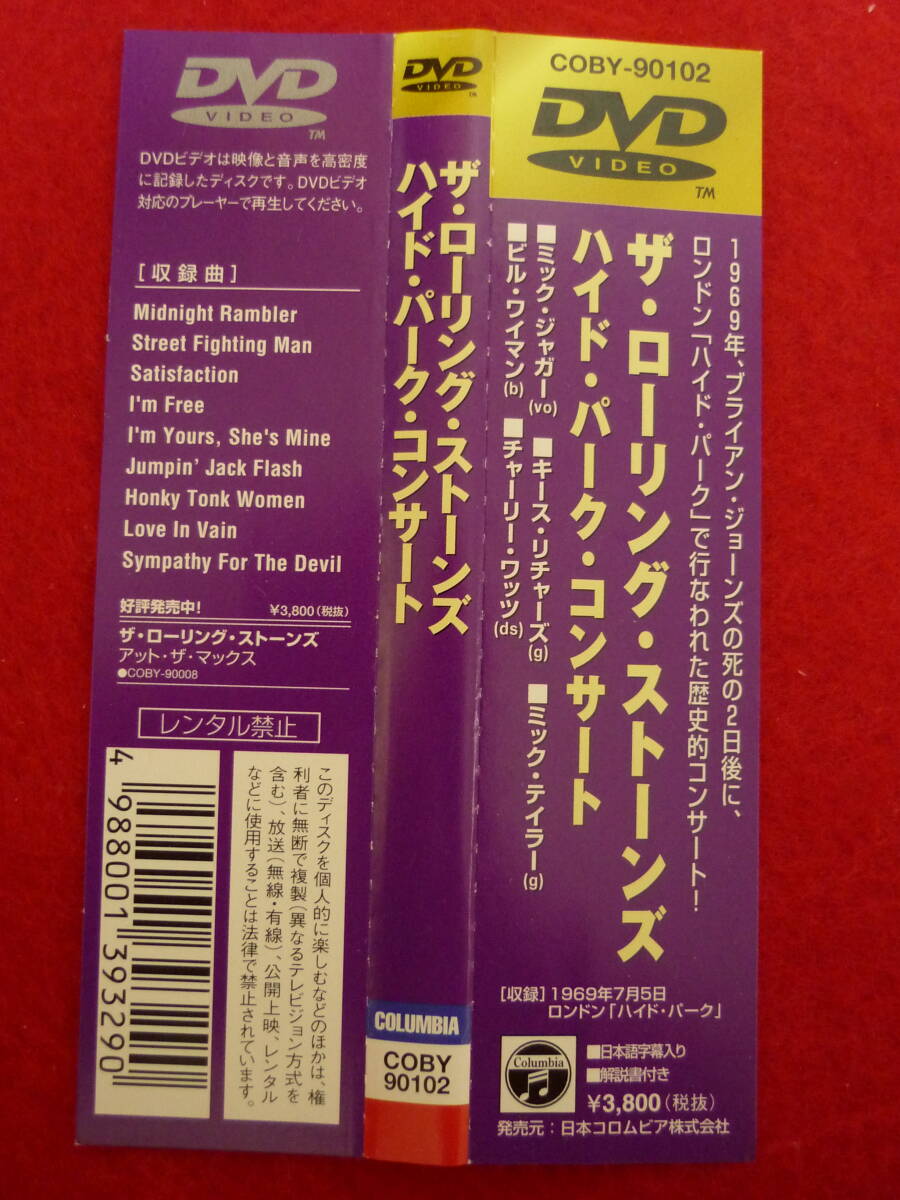 DVD
VIDEO
TM
DVDビデオは映像と音声を高密度
に記録したディスクです。DVDビデオ
対応のプレーヤーで再生してください。
[収録曲]
Midnight Rambler
Street Fighting Man
Satisfaction
I'm Free
I'm Yours, She's Mine
Jumpin' Jack Flash
Honky Tonk Women
Love In Vain
Sympathy For The Devil
好評発売中! ¥3,800(税抜)
ザ・ローリング・ストーンズ
アット・ザ・マックス
●COBY-90008
レンタル禁止
このディスクを個人的に楽しむなどのほかは、権
利者に無断で複製(異なるテレビジョン方式を
含む)、放送(無線・有線)、公開上映、レンタル
などに使用することは法律で禁止されています。
4 988001 393290
DVD
VIDEO
TM
ザ・ローリング・ストーンズ
ハイド・パーク・コンサート
COLUMBIA
COBY
90102
COBY-90102
DVD
VIDEO
TM
1969年、ブライアン・ジョーンズの死の2日後に、
ロンドン「ハイド・パーク」で行なわれた歴史的コンサート!
ザ・ローリング・ストーンズ
ハイド・パーク・コンサート
■ミック・ジャガー(vo) ■キース・リチャーズ(g) ■ミック・テイラー(g)
■ビル・ワイマン(b) ■チャーリー・ワッツ(ds)
[収録]1969年7月5日
ロンドン「ハイド・パーク」
Columbia
■日本語字幕入り
■解説書付き
¥3,800(税抜)
発売元:日本コロムビア株式会社